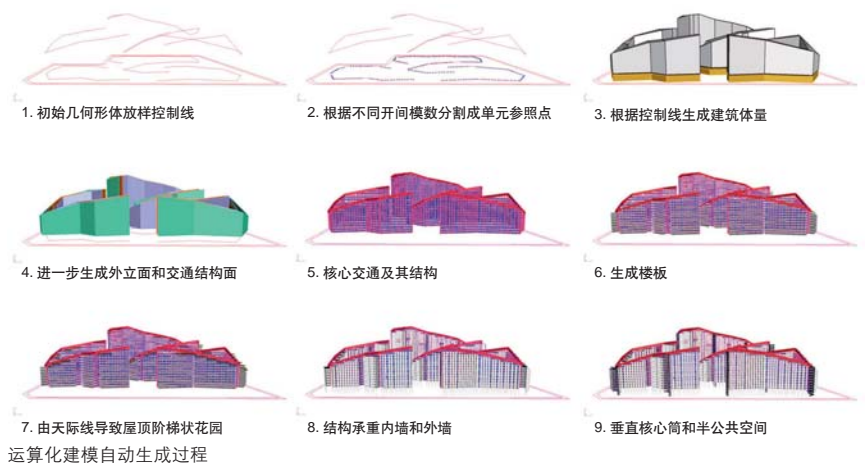 1. 初始几何形体放样控制线
2. 根据不同开间模数分割成单元参照点
3. 根据控制线生成建筑体量
4. 进一步生成外立面和交通结构面
5. 核心交通及其结构
6. 生成楼板
7. 由天际线导致屋顶阶梯状花园
8. 结构承重内墙和外墙
9. 垂直核心筒和半公共空间
运算化建模自动生成过程